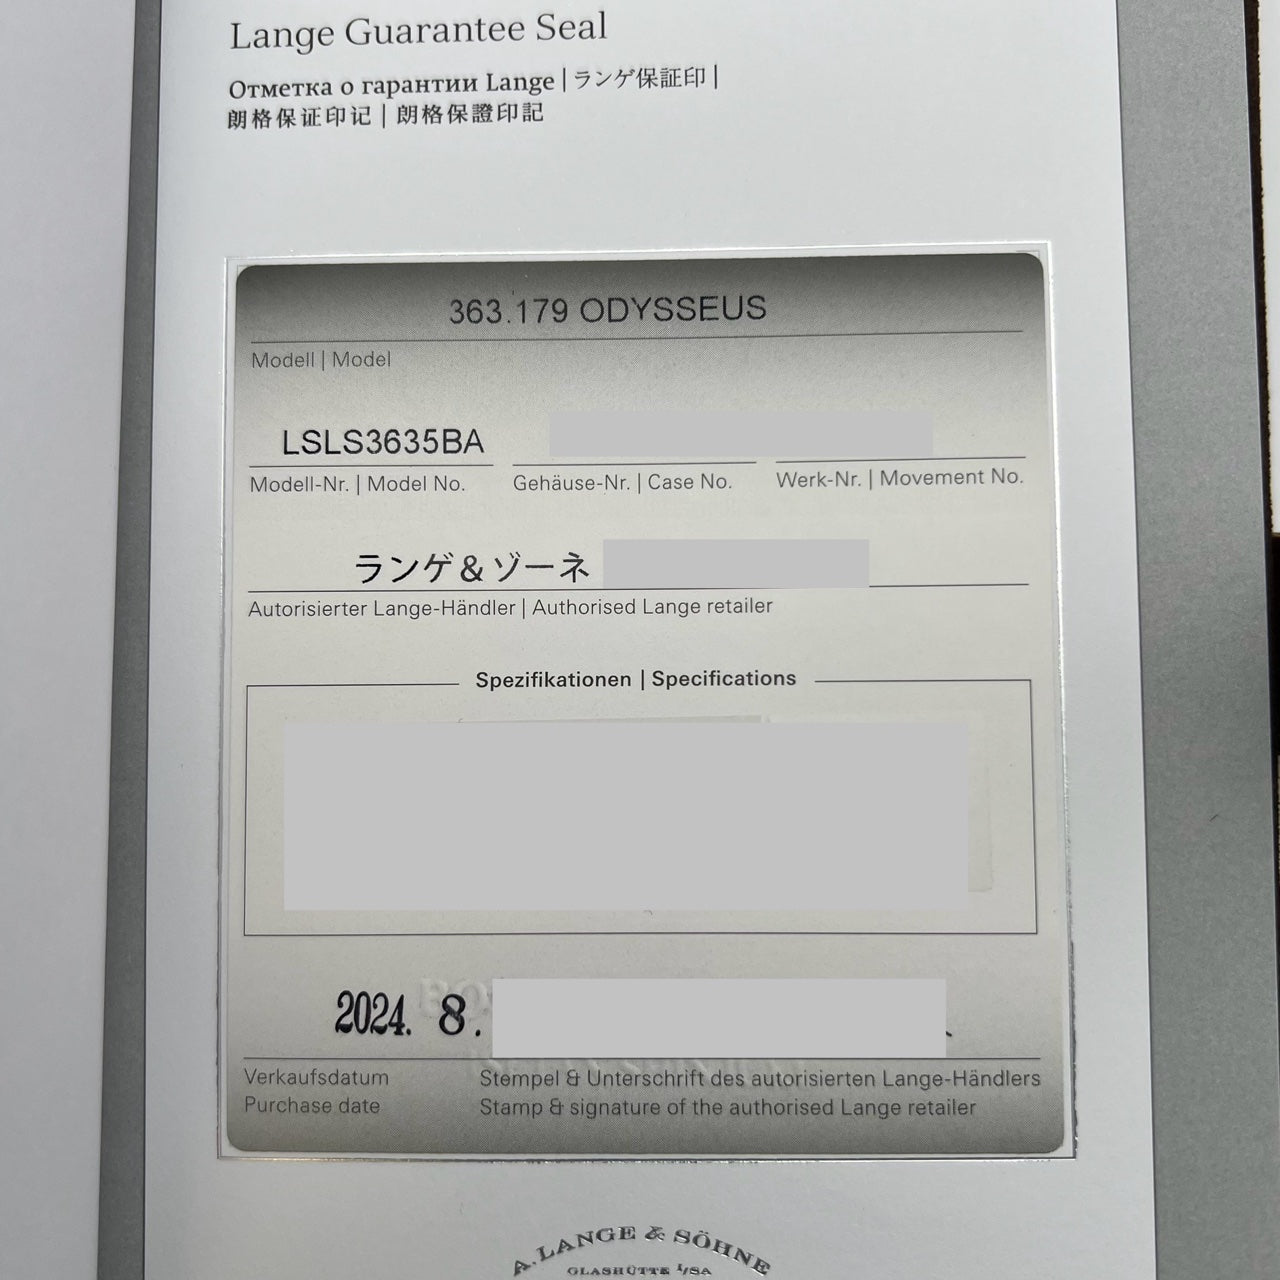 Lange Guarantee Seal
Отметка о гарантии Lange | ランゲ保証印 |
朗格保证印记 | 朗格保證印記
363.179 ODYSSEUS
Modell | Model
LSLS3635BA
Modell-Nr. | Model No. Gehäuse-Nr. | Case No. Werk-Nr. | Movement No.
ランゲ&ゾーネ
Autorisierter Lange-Händler | Authorised Lange retailer
Spezifikationen | Specifications
2024. 8.
Verkaufsdatum Stempel & Unterschrift des autorisierten Lange-Händlers
Purchase date Stamp & signature of the authorised Lange retailer
A. LANGE & SÖHNE
GLASHÜTTE I/SA